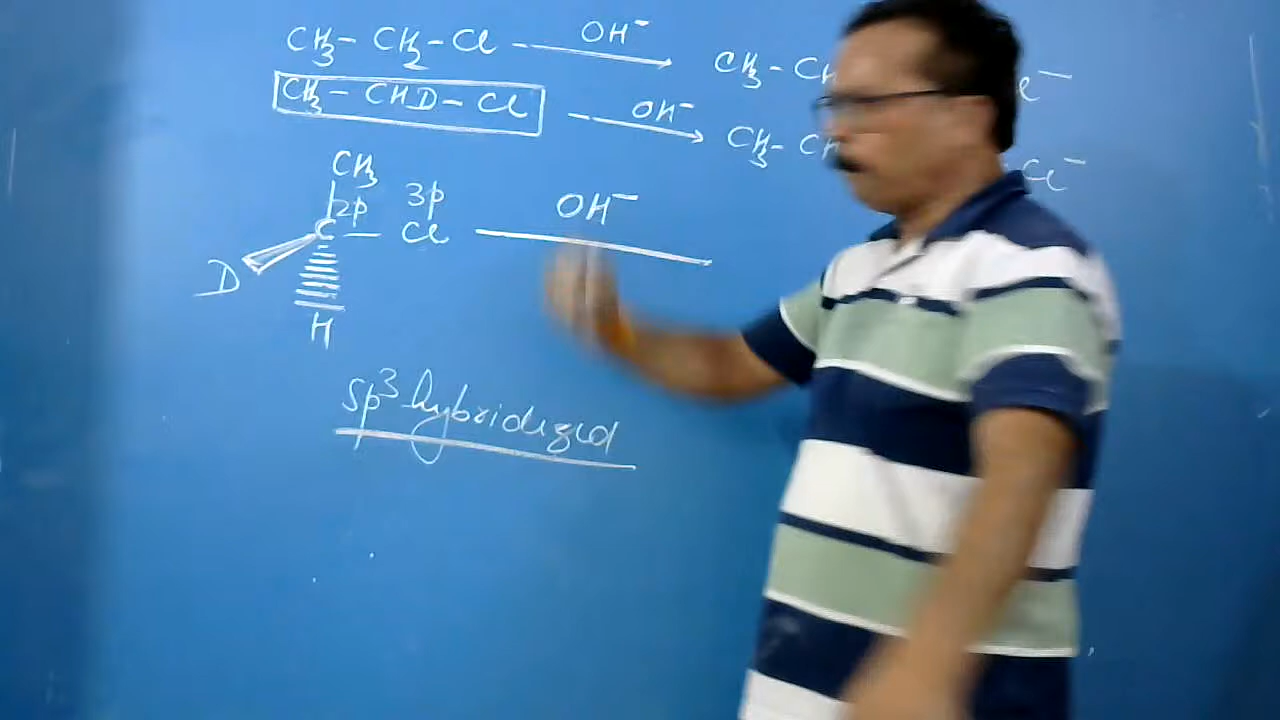 CH₃ – CH₂ – Cl ⟶ OH⁻ CH₃ – CH
CH₃ – CHD – Cl ⟶ OH⁻ CH₃ – CH
Cl⁻
CH₃
2p 3p
C – Cl OH⁻
D
H
sp³ hybridized